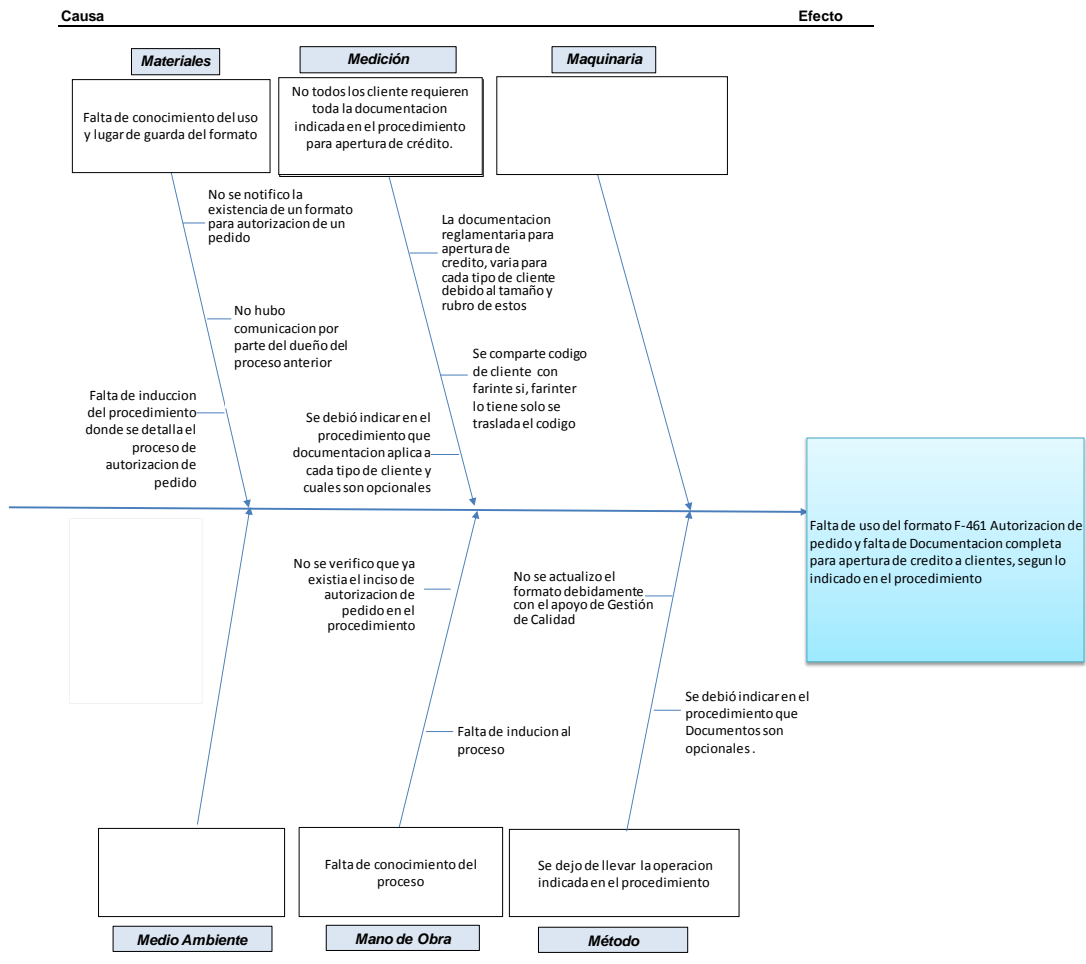 Causa
Efecto
Materiales
Medición
Maquinaria
Falta de conocimiento del uso
y lugar de guarda del formato
No todos los cliente requieren
toda la documentacion
indicada en el procedimiento
para apertura de crédito.
No se notifico la
existencia de un formato
para autorizacion de un
pedido
No hubo
comunicacion por
parte del dueño del
proceso anterior
Falta de induccion
del procedimiento
donde se detalla el
proceso de
autorizacion de
pedido
La documentacion
reglamentaria para
apertura de
credito, varia para
cada tipo de cliente
debido al tamaño y
rubro de estos
Se comparte codigo
de cliente con
farinte si, farinter
lo tiene solo se
traslada el codigo
Se debió indicar en el
procedimiento que
documentación aplica a
cada tipo de cliente y
cuales son opcionales
Falta de uso del formato F-461 Autorizacion de
pedido y falta de Documentacion completa
para apertura de credito a clientes, segun lo
indicado en el procedimiento
No se verifico que ya
existia el inciso de
autorizacion de
pedido en el
procedimiento
Falta de inducion al
proceso
No se actualizo el
formato debidamente
con el apoyo de Gestión
de Calidad
Se debió indicar en el
procedimiento que
Documentos son
opcionales .
Falta de conocimiento del
proceso
Se dejo de llevar la operacion
indicada en el procedimiento
Medio Ambiente
Mano de Obra
Método